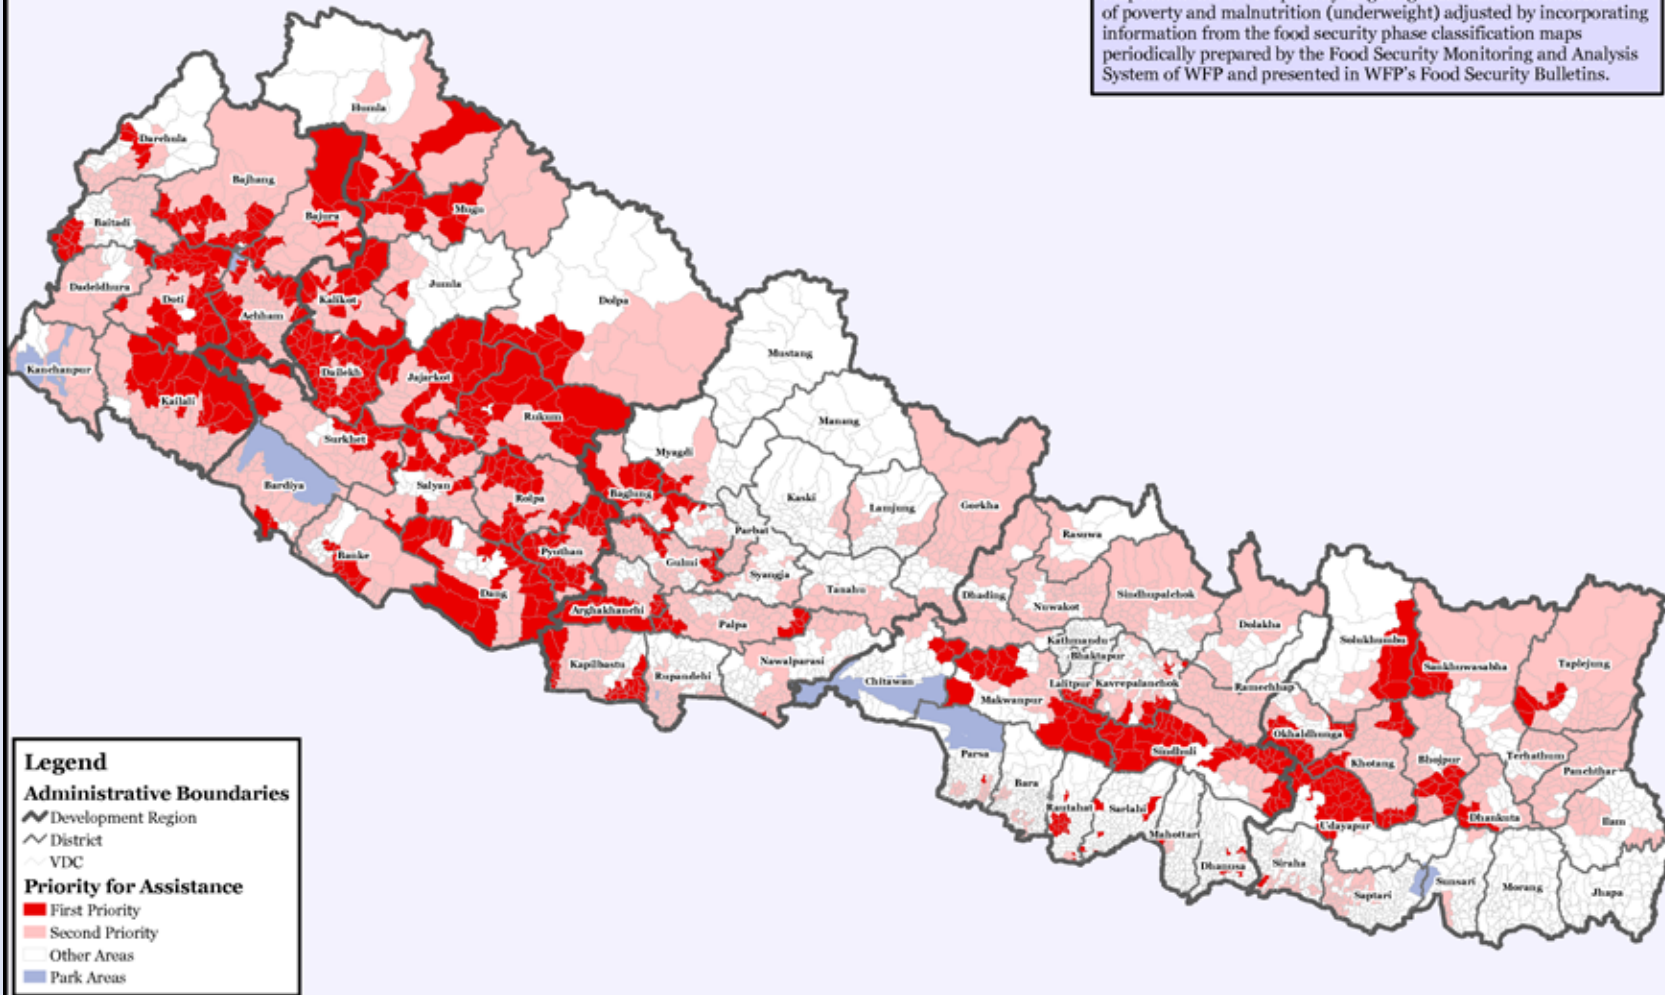 of poverty and malnutrition (underweight) adjusted by incorporating
information from the food security phase classification maps
periodically prepared by the Food Security Monitoring and Analysis
System of WFP and presented in WFP's Food Security Bulletins.
Humla
Darchula
Bajhang
Mugu
Bajura
Baitadi
Jumla
Dadeldhura
Doti
Kalikot
Dolpa
Achham
Mustang
Kanchanpur
Dailekh
Jajarkot
Kailali
Rukum
Manang
Surkhet
Myagdi
Bardiya
Salyan
Rolpa
Baglung
Kaski
Lamjung
Gorkha
Parbat
Rasuwa
Banke
Pyuthan
Gulmi
Syangja
Tanahu
Dang
Dhading
Nuwakot
Sindhupalchok
Arghakhanchi
Palpa
Dolakha
Kathmandu
Solukhumbu
Bhaktapur
Kapilbastu
Rupandehi
Nawalparasi
Sankhuwasabha
Taplejung
Chitawan
Lalitpur
Kavrepalanchok
Ramechhap
Makwanpur
Okhaldhunga
Parsa
Sindhuli
Khotang
Bhojpur
Terhathum
Panchthar
Bara
Rautahat
Sarlahi
Mahottari
Udayapur
Dhankuta
Ilam
Dhanusa
Siraha
Saptari
Sunsari
Morang
Jhapa
Legend
Administrative Boundaries
Development Region
District
VDC
Priority for Assistance
First Priority
Second Priority
Other Areas
Park Areas